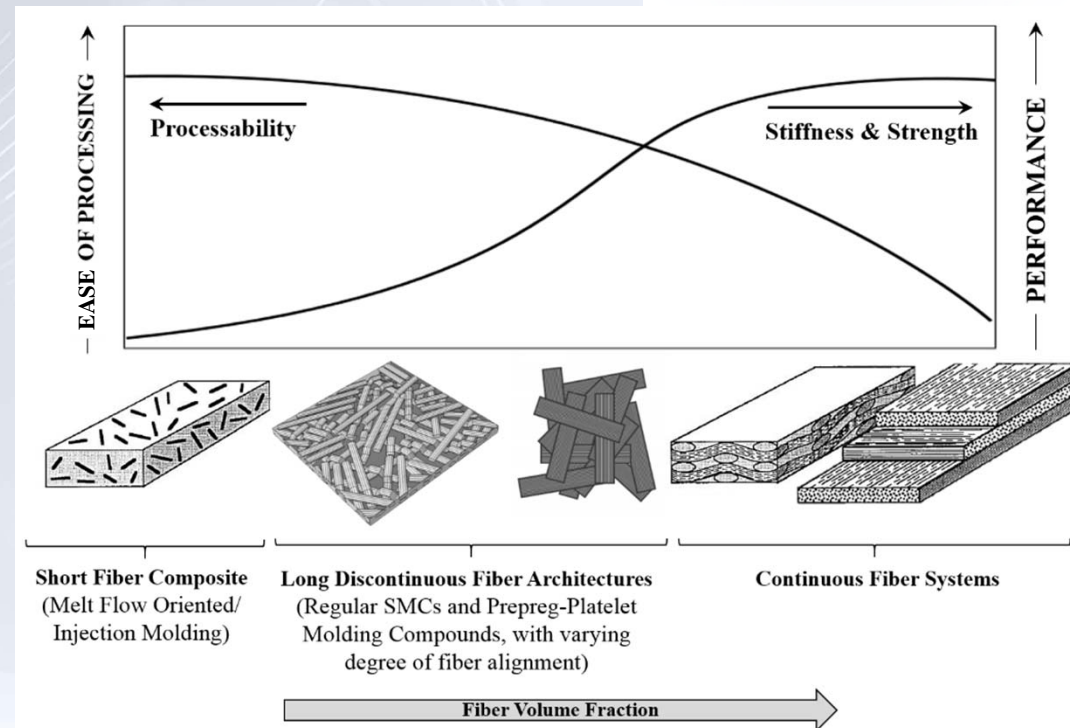 EASE OF PROCESSING
Processability
Stiffness & Strength
PERFORMANCE
Short Fiber Composite
(Melt Flow Oriented/
Injection Molding)
Long Discontinuous Fiber Architectures
(Regular SMCs and Prepreg-Platelet
Molding Compounds, with varying
degree of fiber alignment)
Continuous Fiber Systems
Fiber Volume Fraction